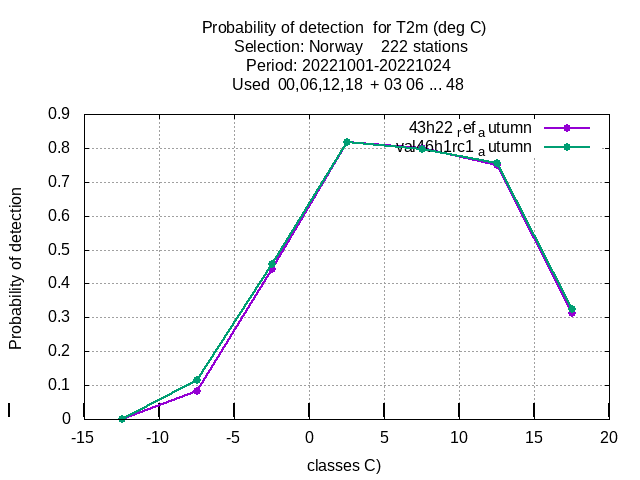 Probability of detection for T2m (deg C)
Selection: Norway 222 stations
Period: 20221001-20221024
Used 00,06,12,18 + 03 06 ... 48
0.9
0.8
0.7
0.6
0.5
0.4
0.3
0.2
0.1
0
Probability of detection
43h22 ref autumn
val46h1rc1 autumn
-15 -10 -5 0 5 10 15 20
classes C)